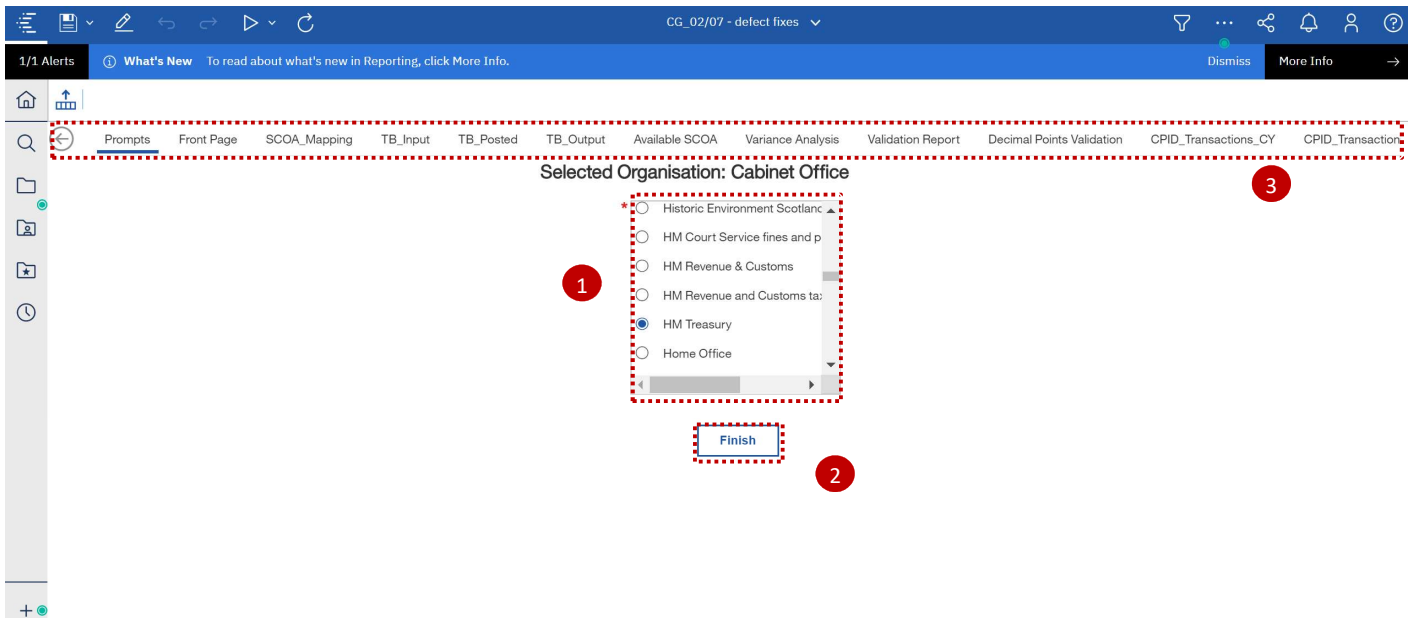 CG_02/07 - defect fixes
1/1 Alerts What's New To read about what's new in Reporting, click More Info. Dismiss More Info
Prompts Front Page SCOA_Mapping TB_Input TB_Posted TB_Output Available SCOA Variance Analysis Validation Report Decimal Points Validation CPID_Transactions_CY CPID_Transaction
3
Selected Organisation: Cabinet Office
* Historic Environment Scotland
HM Court Service fines and p
1
HM Revenue & Customs
HM Revenue and Customs ta
HM Treasury
Home Office
Finish
2